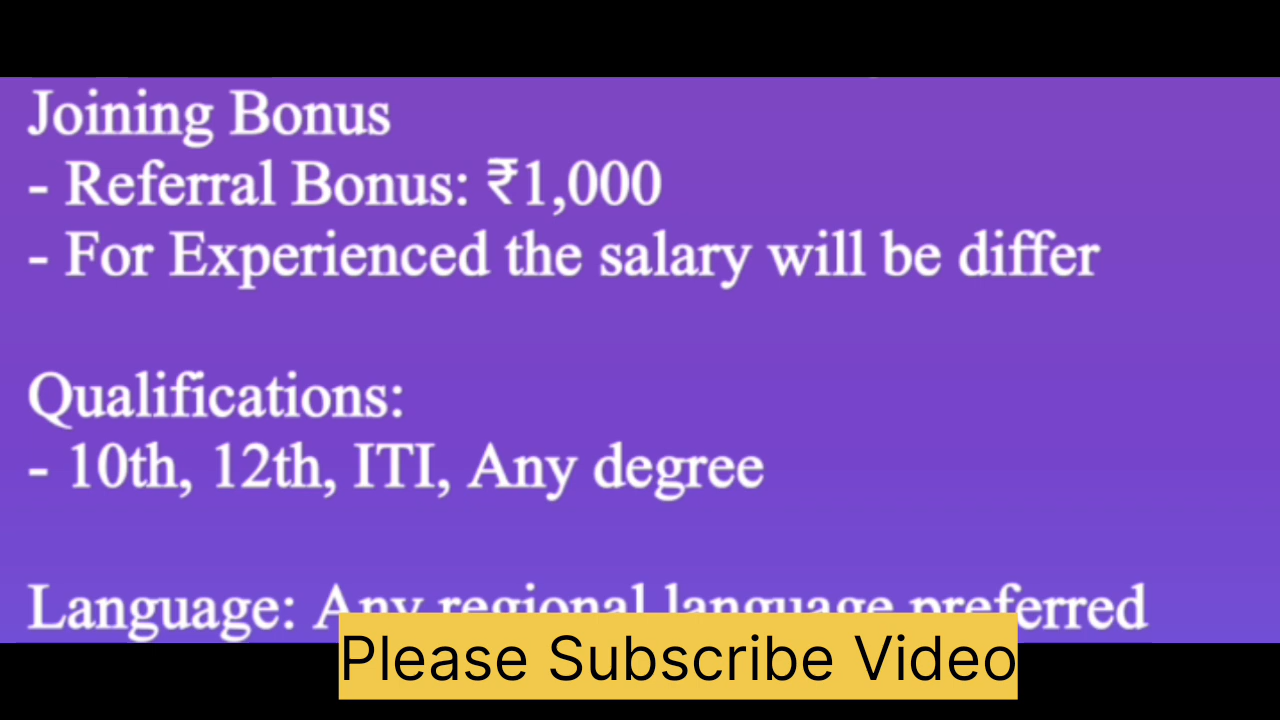 Joining Bonus
- Referral Bonus: ₹1,000
- For Experienced the salary will be differ
Qualifications:
- 10th, 12th, ITI, Any degree
Language: Any regional language preferred
Please Subscribe Video